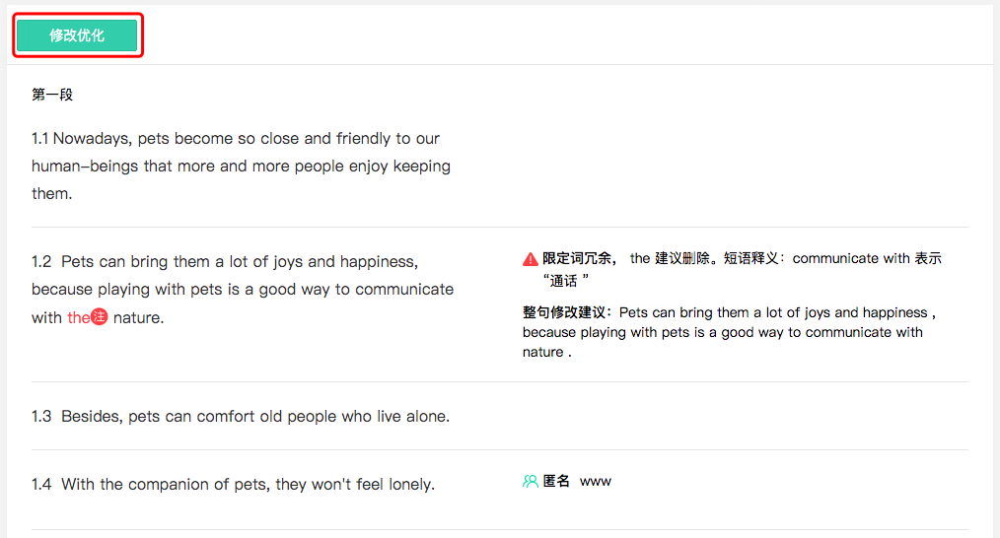 修改优化
第一段
1.1 Nowadays, pets become so close and friendly to our
human-beings that more and more people enjoy keeping
them.
1.2 Pets can bring them a lot of joys and happiness,
because playing with pets is a good way to communicate
with the注 nature.
限定词冗余， the 建议删除。短语释义：communicate with 表示
“通话 ”
整句修改建议：Pets can bring them a lot of joys and happiness ,
because playing with pets is a good way to communicate with
nature .
1.3 Besides, pets can comfort old people who live alone.
1.4 With the companion of pets, they won't feel lonely.
匿名 www